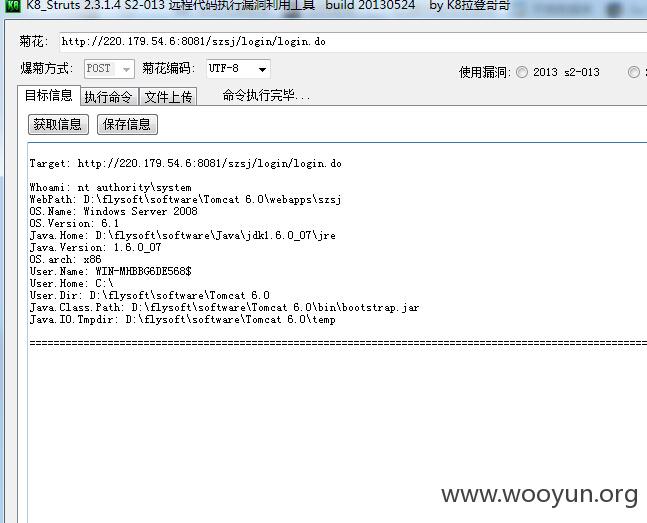 K8_Struts 2.3.1.4 S2-013 远程代码执行漏洞利用工具 build 20130524 by K8拉登哥哥
菊花: http://220.179.54.6:8081/szsj/login/login.do
爆菊方式: POST 菊花编码: UTF-8 使用漏洞: 2013 s2-013
目标信息 执行命令 文件上传 命令执行完毕...
获取信息 保存信息
Target: http://220.179.54.6:8081/szsj/login/login.do
Whoami: nt authority\system
WebPath: D:\flysoft\software\Tomcat 6.0\webapps\szsj
OS.Name: Windows Server 2008
OS.Version: 6.1
Java.Home: D:\flysoft\software\Java\jdk1.6.0_07\jre
Java.Version: 1.6.0_07
OS.arch: x86
User.Name: WIN-MHBBG6DE568$
User.Home: C:\
User.Dir: D:\flysoft\software\Tomcat 6.0
Java.Class.Path: D:\flysoft\software\Tomcat 6.0\bin\bootstrap.jar
Java.IO.Tmpdir: D:\flysoft\software\Tomcat 6.0\temp
www.wooyun.org